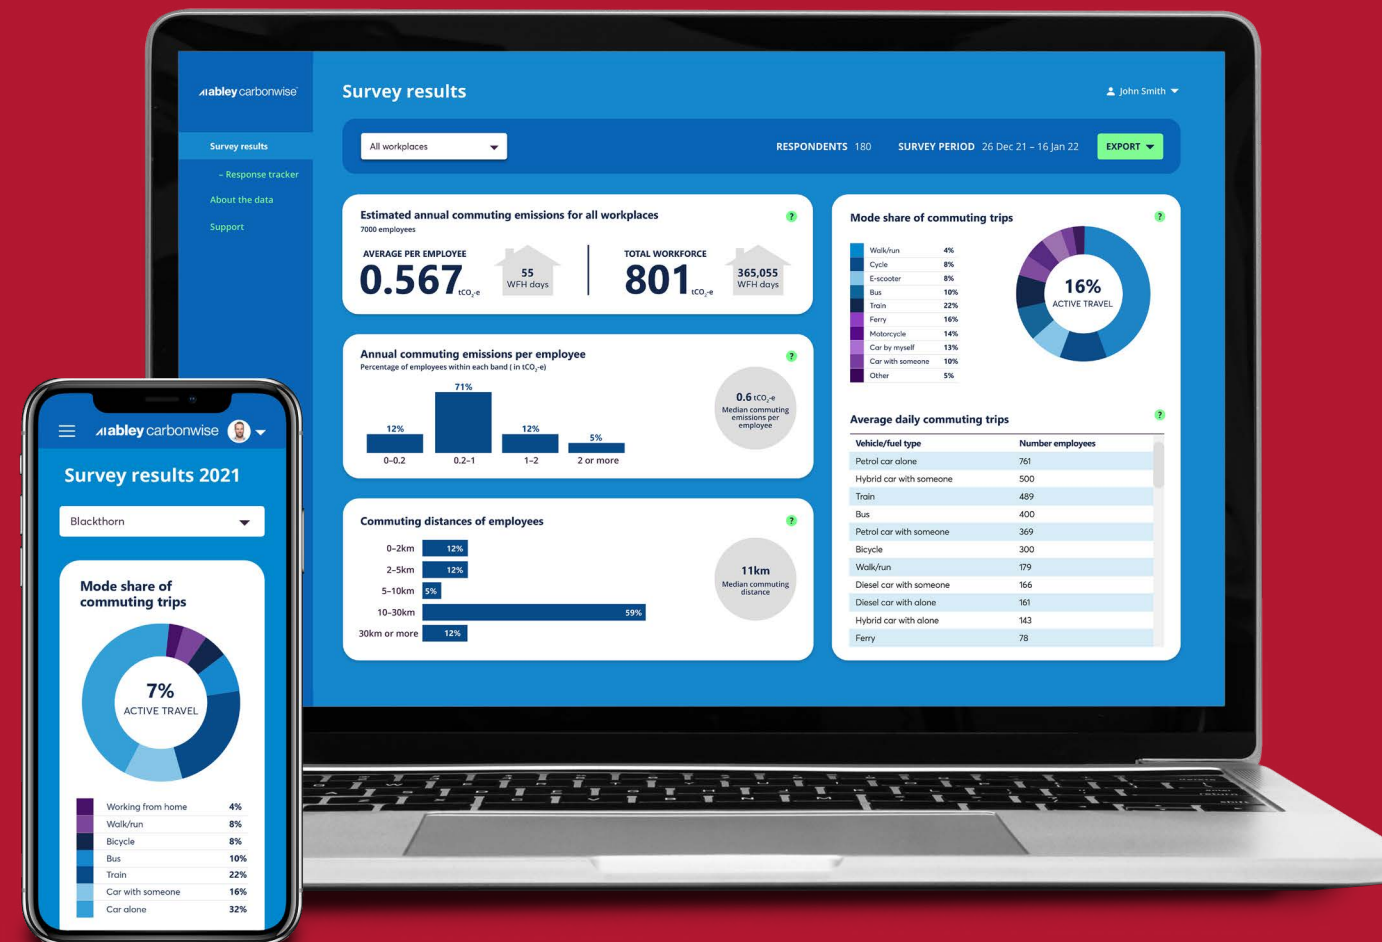 abley carbonwise
Survey results
John Smith
Survey results
– Response tracker
About the data
Support
All workplaces
RESPONDENTS 180
SURVEY PERIOD 26 Dec 21 – 16 Jan 22
EXPORT
Estimated annual commuting emissions for all workplaces
?
7000 employees
AVERAGE PER EMPLOYEE
0.567 tCO₂-e
55
WFH days
TOTAL WORKFORCE
801 tCO₂-e
365,055
WFH days
Annual commuting emissions per employee
?
Percentage of employees within each band ( in tCO₂-e)
12%
71%
12%
5%
0–0.2
0.2–1
1–2
2 or more
0.6 tCO₂-e
Median commuting
emissions per
employee
Commuting distances of employees
?
0–2km 12%
2–5km 12%
5–10km 5%
10–30km 59%
30km or more 12%
11km
Median commuting
distance
Mode share of commuting trips
?
Walk/run 4%
Cycle 8%
E-scooter 8%
Bus 10%
Train 22%
Ferry 16%
Motorcycle 14%
Car by myself 13%
Car with someone 10%
Other 5%
16%
ACTIVE TRAVEL
Average daily commuting trips
?
Vehicle/fuel type Number employees
Petrol car alone 761
Hybrid car with someone 500
Train 489
Bus 400
Petrol car with someone 369
Bicycle 300
Walk/run 179
Diesel car with someone 166
Diesel car with alone 161
Hybrid car with alone 143
Ferry 78
abley carbonwise
Survey results 2021
Blackthorn
Mode share of
commuting trips
7%
ACTIVE TRAVEL
Working from home 4%
Walk/run 8%
Bicycle 8%
Bus 10%
Train 22%
Car with someone 16%
Car alone 32%